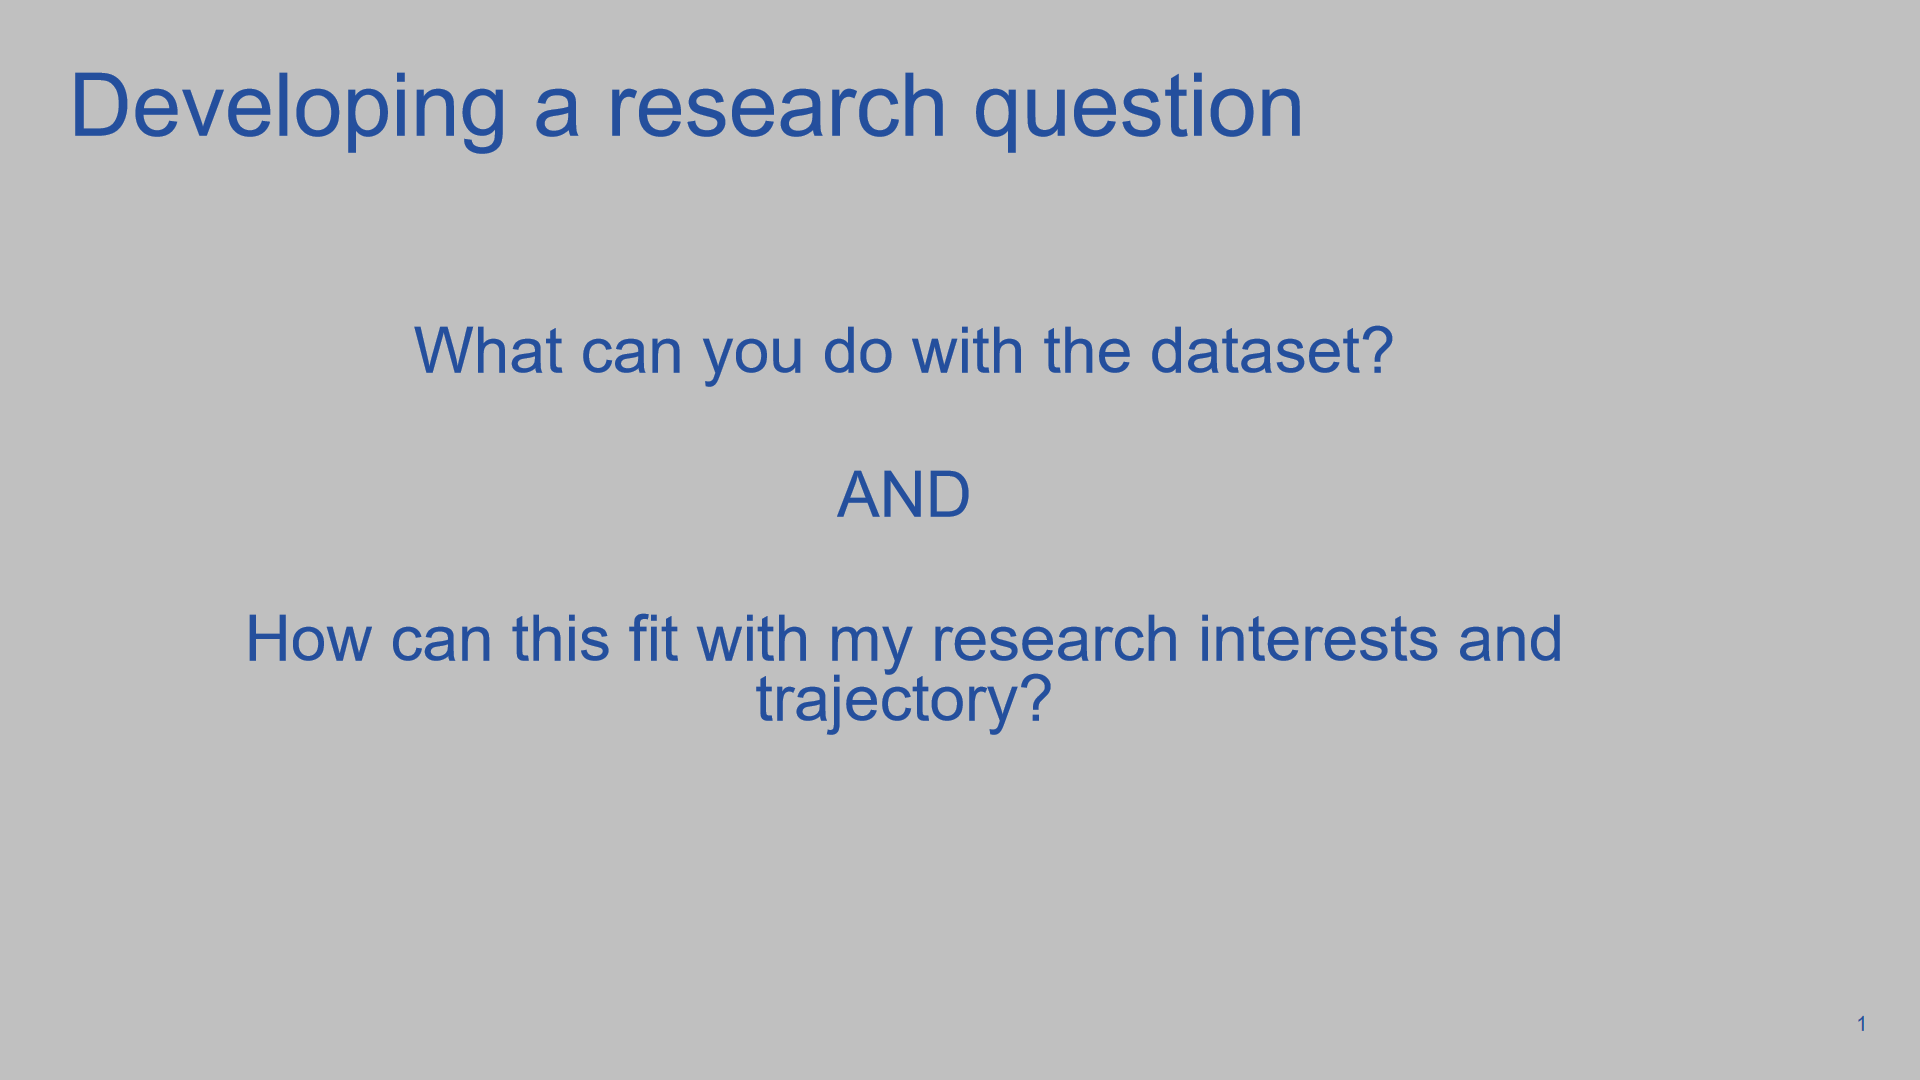 Developing a research question
What can you do with the dataset?
AND
How can this fit with my research interests and
trajectory?
1